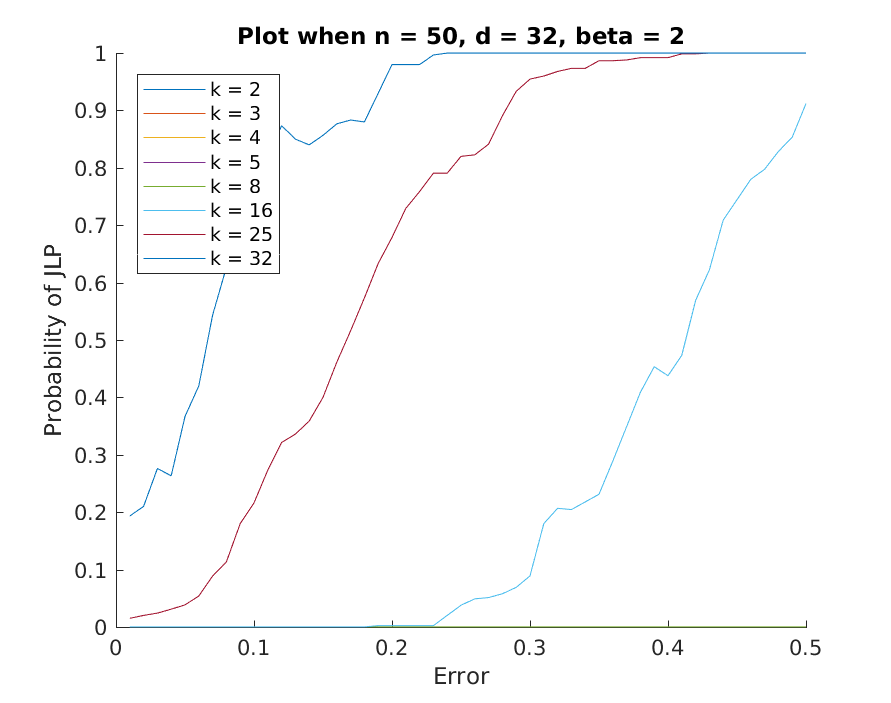 Plot when n = 50, d = 32, beta = 2
1
0.9
0.8
0.7
0.6
0.5
0.4
0.3
0.2
0.1
0
Probability of JLP
k = 2
k = 3
k = 4
k = 5
k = 8
k = 16
k = 25
k = 32
0 0.1 0.2 0.3 0.4 0.5
Error